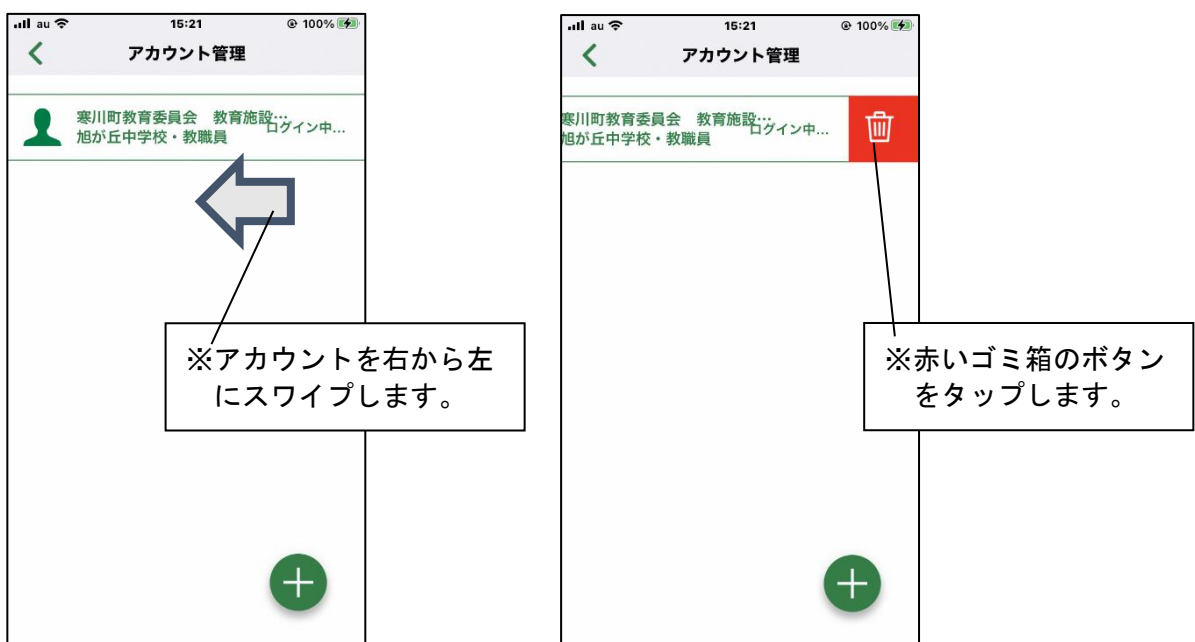 au 15:21 100%
アカウント管理
寒川町教育委員会　教育施設…
旭が丘中学校・教職員
ログイン中…
※アカウントを右から左
にスワイプします。
au 15:21 100%
アカウント管理
寒川町教育委員会　教育施設…
旭が丘中学校・教職員
ログイン中…
※赤いゴミ箱のボタン
をタップします。